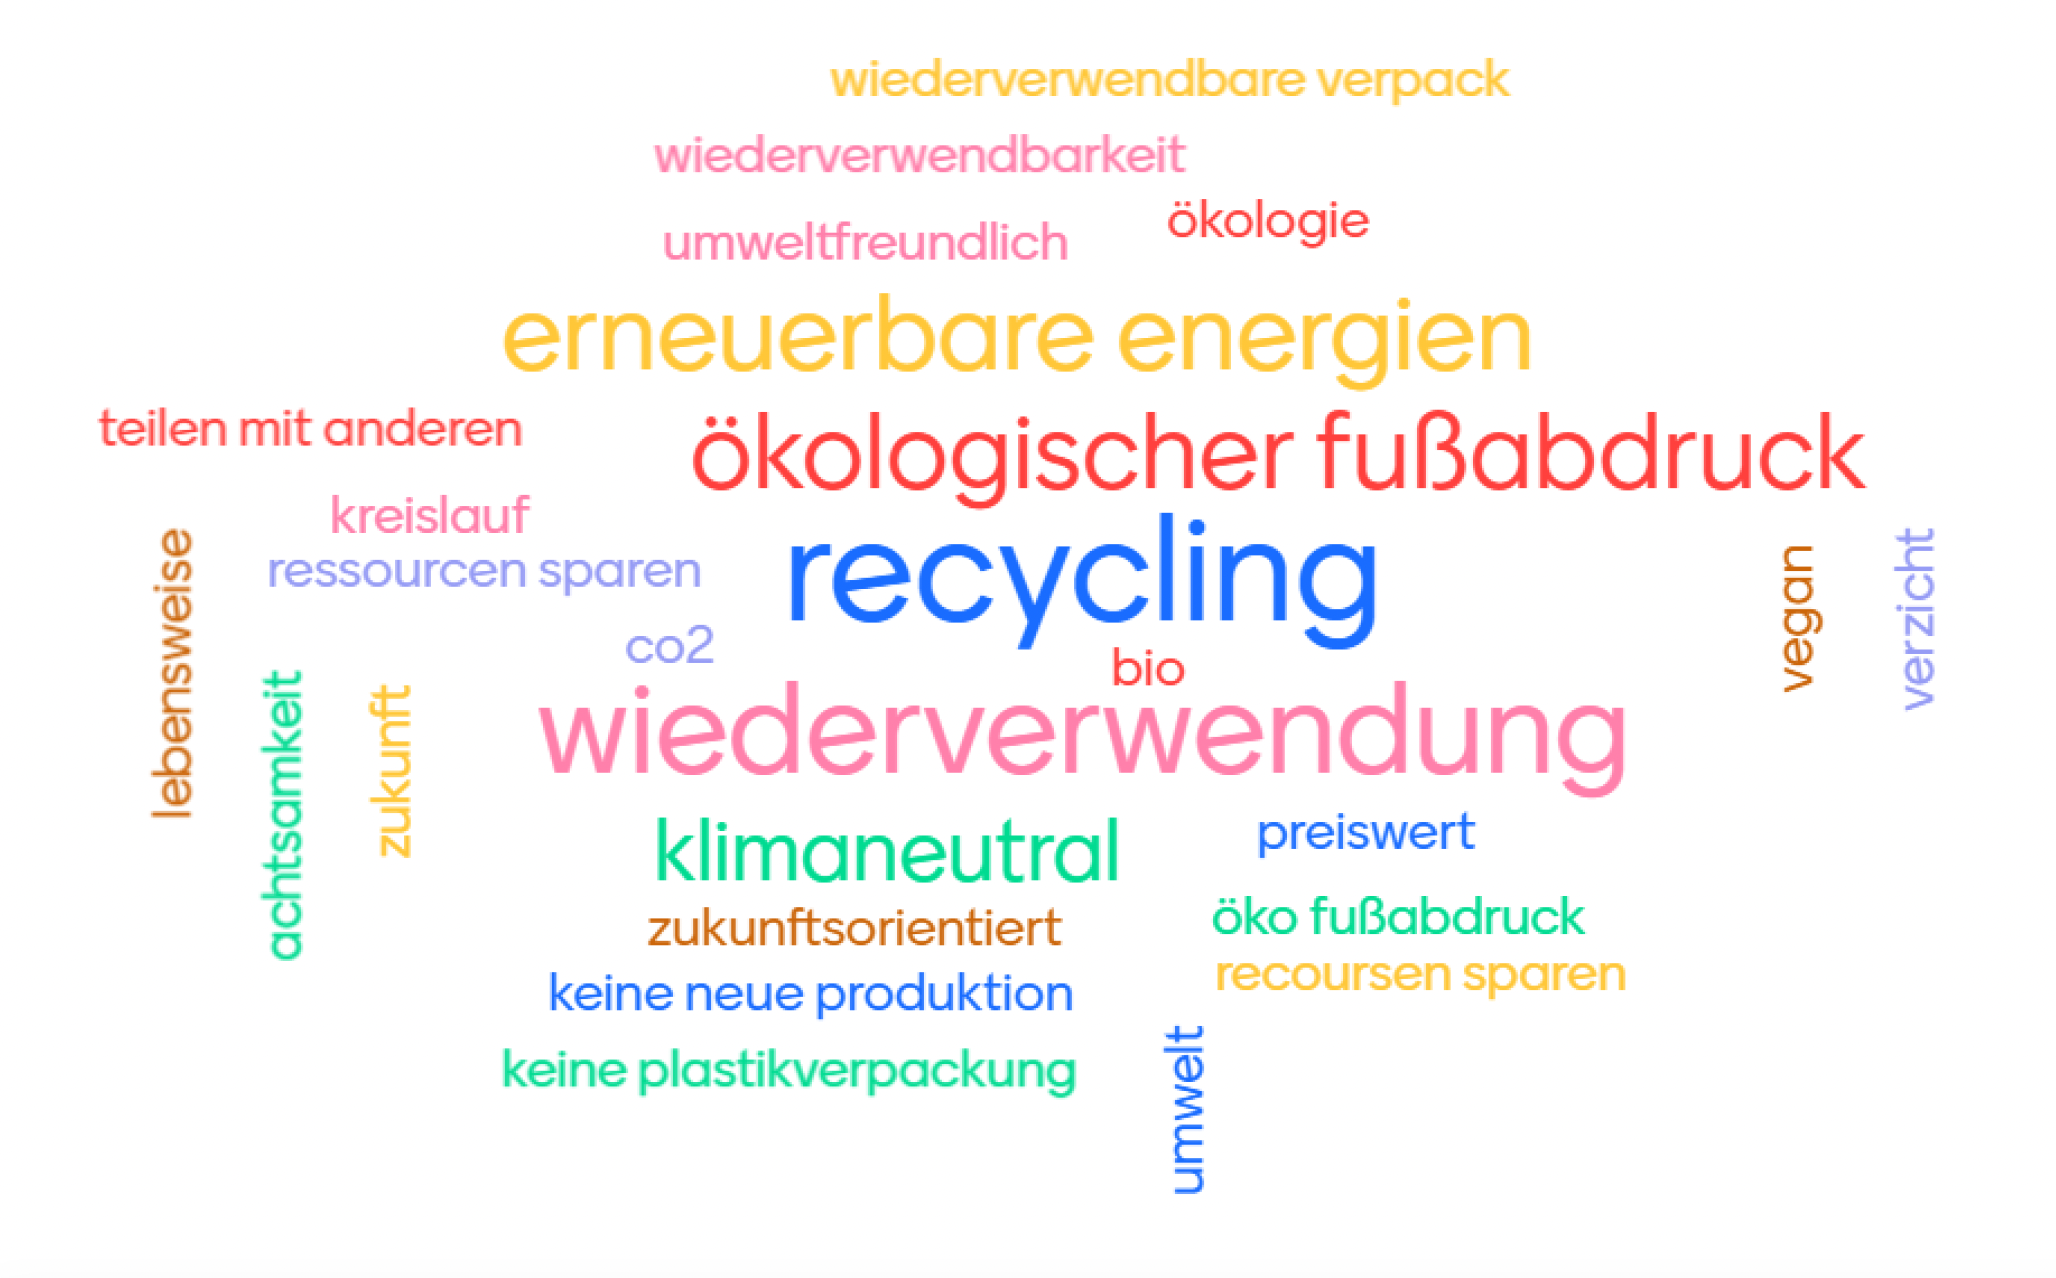 wiederverwendbare verpack
wiederverwendbarkeit
ökologie
umweltfreundlich
erneuerbare energien
teilen mit anderen
ökologischer fußabdruck
kreislauf
recycling
ressourcen sparen
lebensweise
vegan
verzicht
co2
bio
achtsamkeit
zukunft
wiederverwendung
klimaneutral
preiswert
zukunftsorientiert
öko fußabdruck
recoursen sparen
keine neue produktion
keine plastikverpackung
umwelt